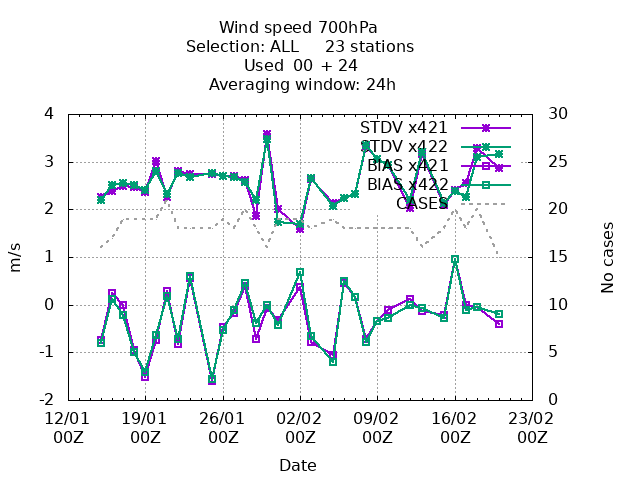 Wind speed 700hPa
Selection: ALL 23 stations
Used 00 + 24
Averaging window: 24h
4 30
STDV x421
STDV x422
3 25
BIAS x421
BIAS x422
CASES
2 20
1 15
m/s
No cases
0 10
-1 5
-2 0
12/01 19/01 26/01 02/02 09/02 16/02 23/02
00Z 00Z 00Z 00Z 00Z 00Z 00Z
Date